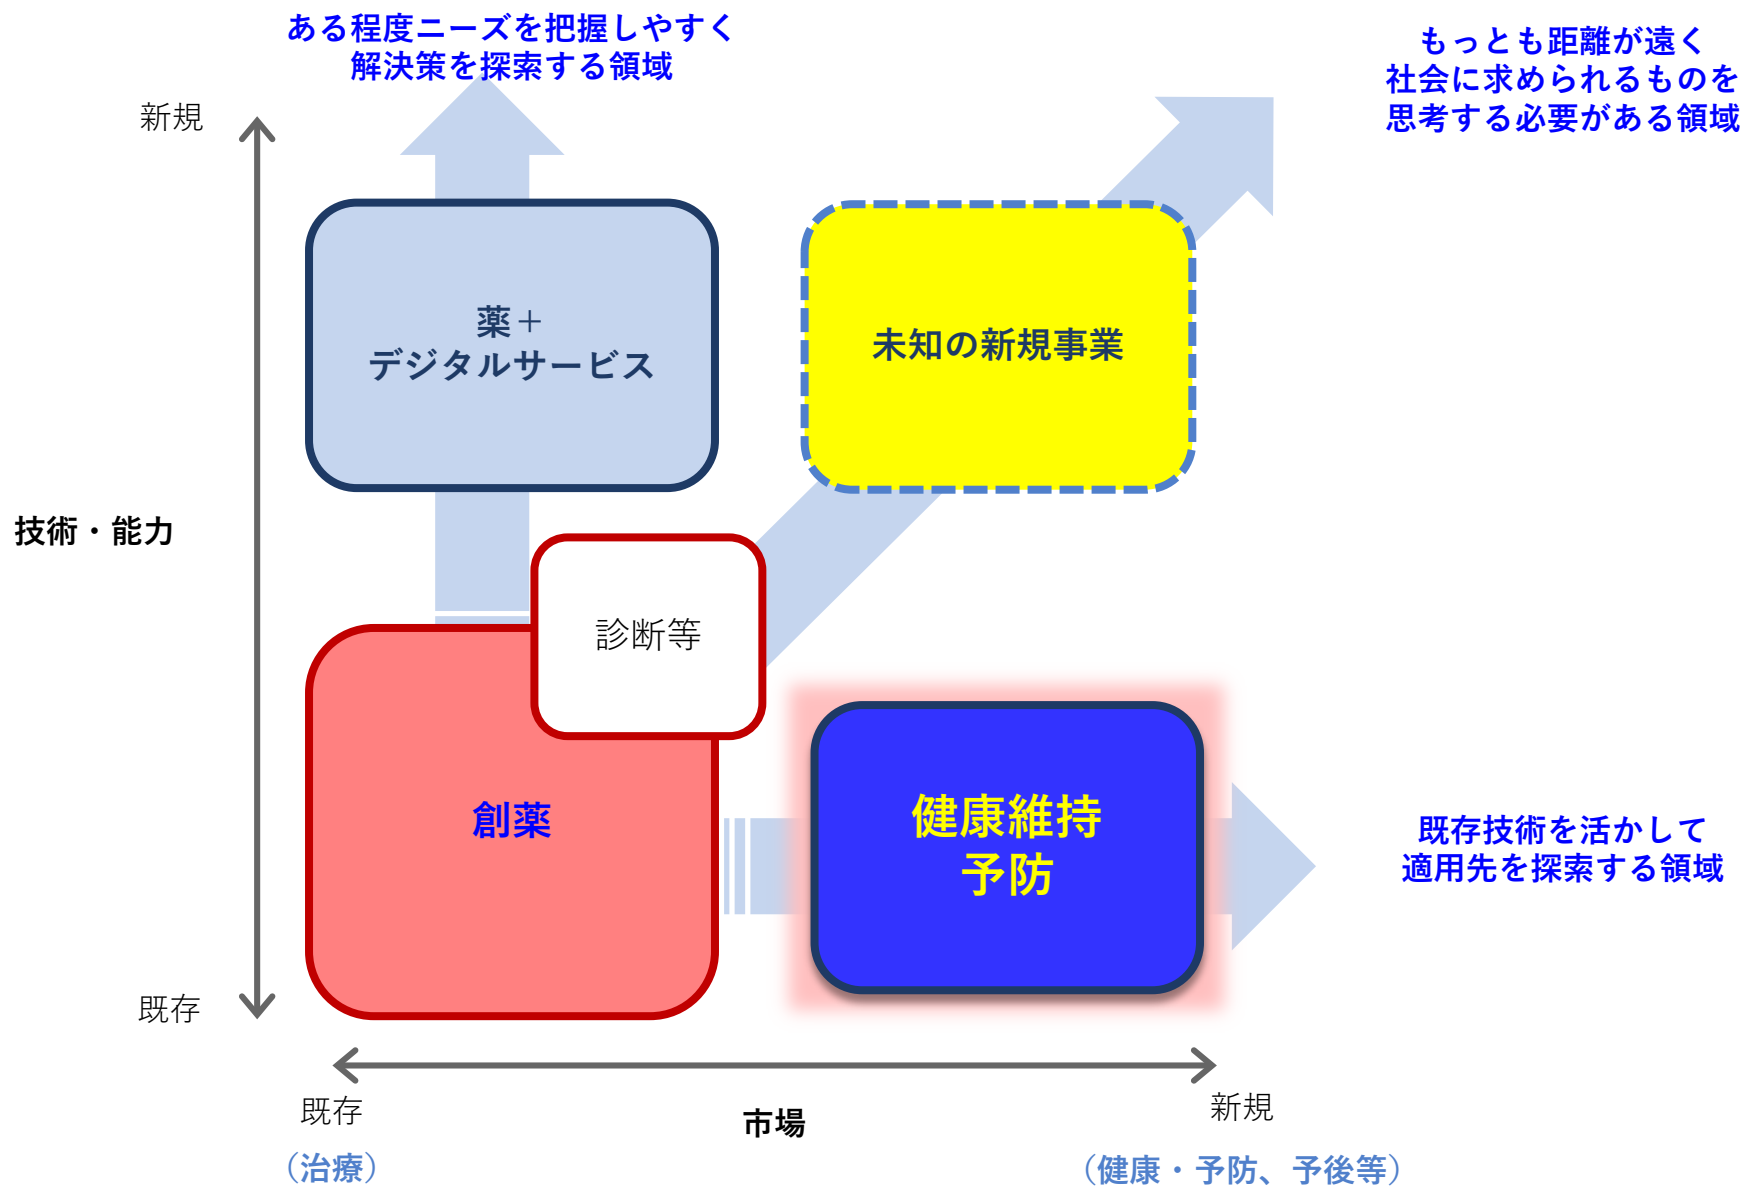 ある程度ニーズを把握しやすく
解決策を探索する領域
もっとも距離が遠く
社会に求められるものを
思考する必要がある領域
新規
薬＋
デジタルサービス
未知の新規事業
技術・能力
診断等
創薬
健康維持
予防
既存技術を活かして
適用先を探索する領域
既存
既存
市場
新規
（治療）
（健康・予防、予後等）